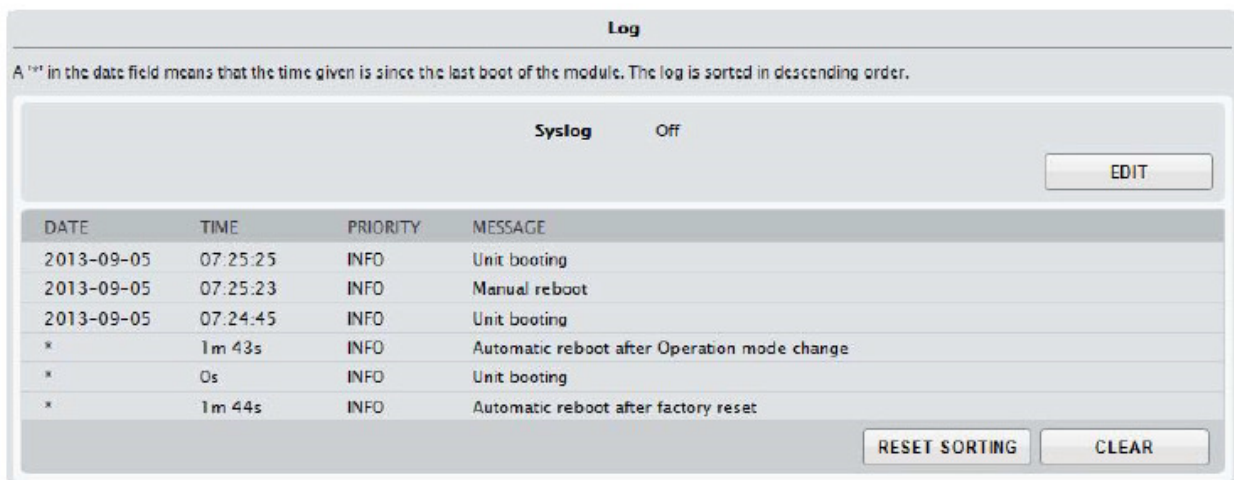 Log
A '*' in the date field means that the time given is since the last boot of the module. The log is sorted in descending order.
Syslog Off
EDIT
DATE TIME PRIORITY MESSAGE
2013-09-05 07:25:25 INFO Unit booting
2013-09-05 07:25:23 INFO Manual reboot
2013-09-05 07:24:45 INFO Unit booting
* 1m 43s INFO Automatic reboot after Operation mode change
* 0s INFO Unit booting
* 1m 44s INFO Automatic reboot after factory reset
RESET SORTING CLEAR